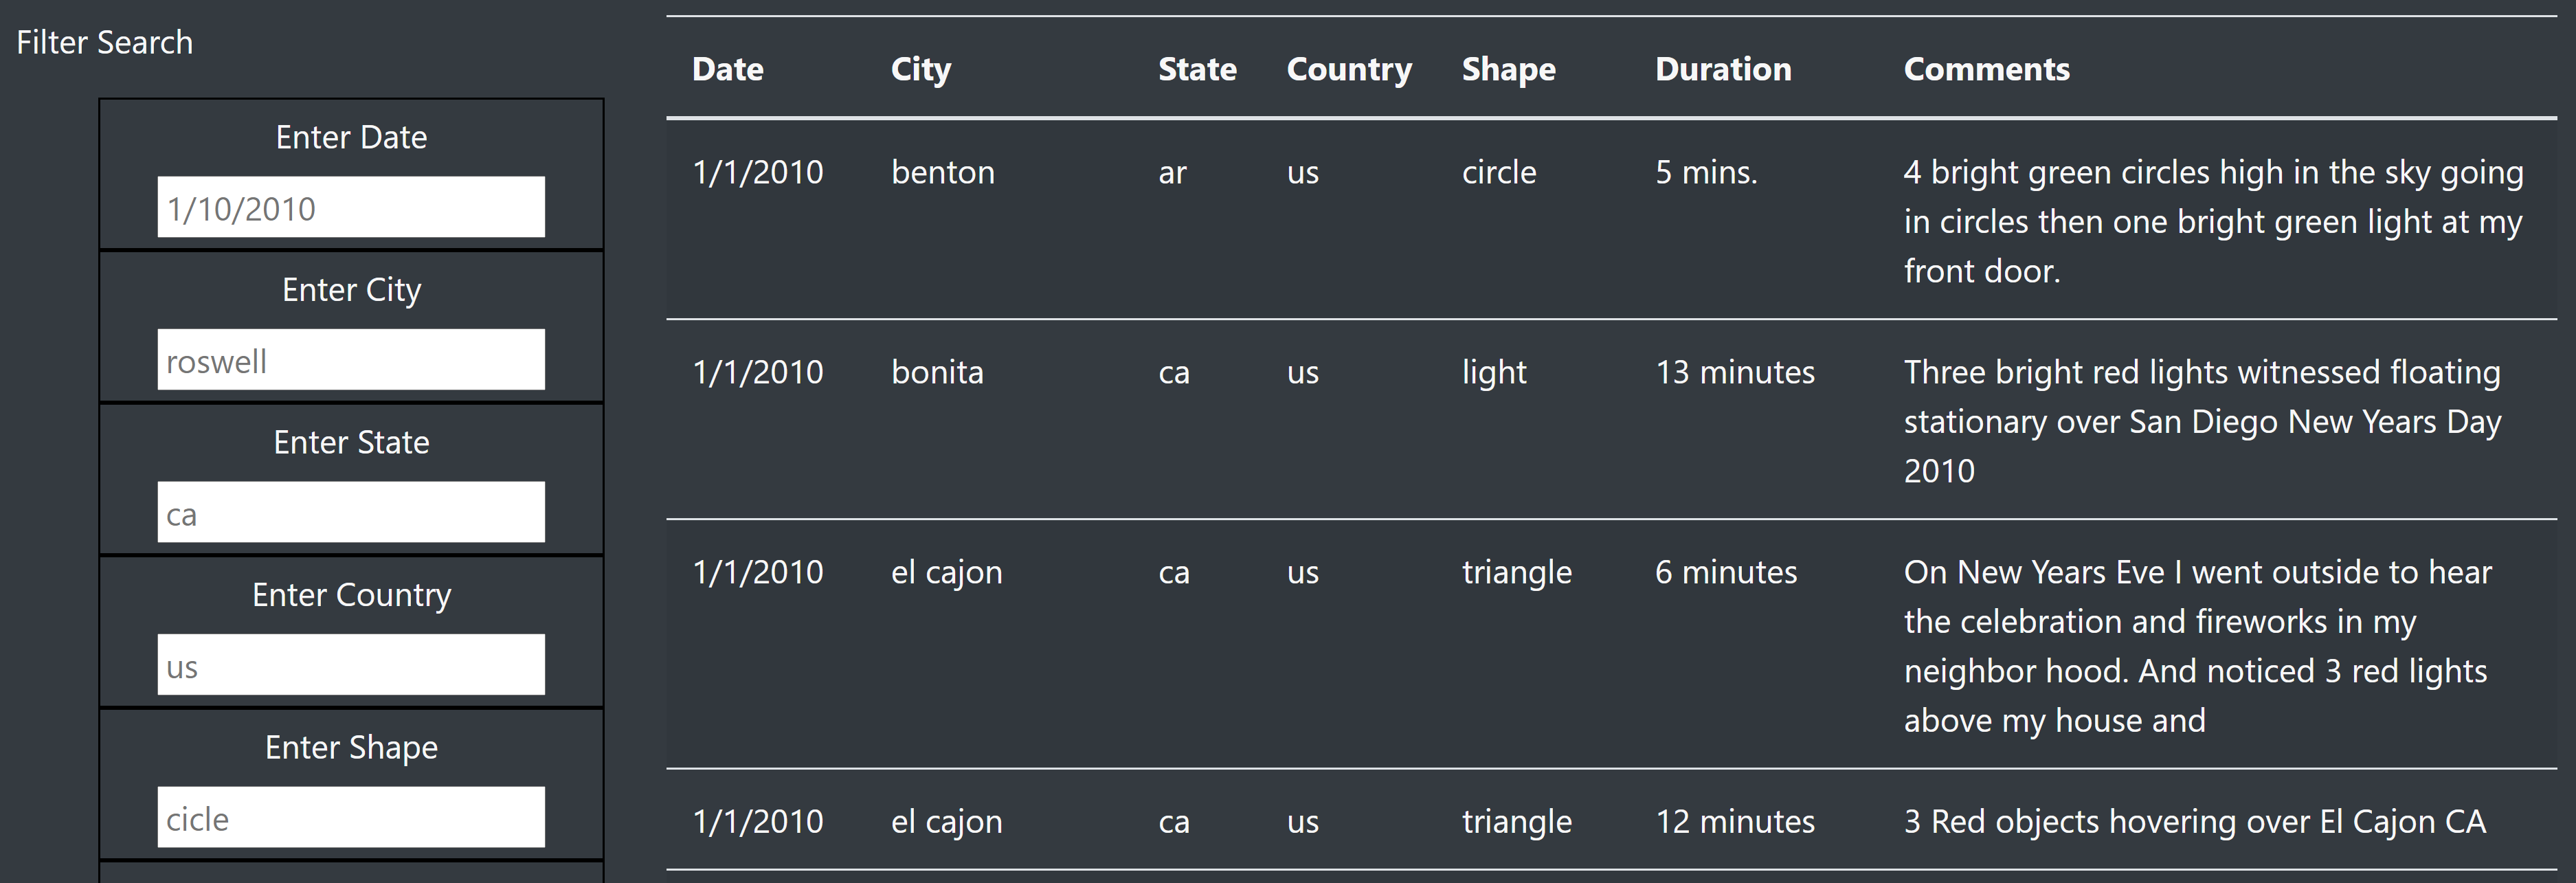 Filter Search
Enter Date
1/10/2010
Enter City
roswell
Enter State
ca
Enter Country
us
Enter Shape
cicle
Date City State Country Shape Duration Comments
1/1/2010 benton ar us circle 5 mins. 4 bright green circles high in the sky going
in circles then one bright green light at my
front door.
1/1/2010 bonita ca us light 13 minutes Three bright red lights witnessed floating
stationary over San Diego New Years Day
2010
1/1/2010 el cajon ca us triangle 6 minutes On New Years Eve I went outside to hear
the celebration and fireworks in my
neighbor hood. And noticed 3 red lights
above my house and
1/1/2010 el cajon ca us triangle 12 minutes 3 Red objects hovering over El Cajon CA